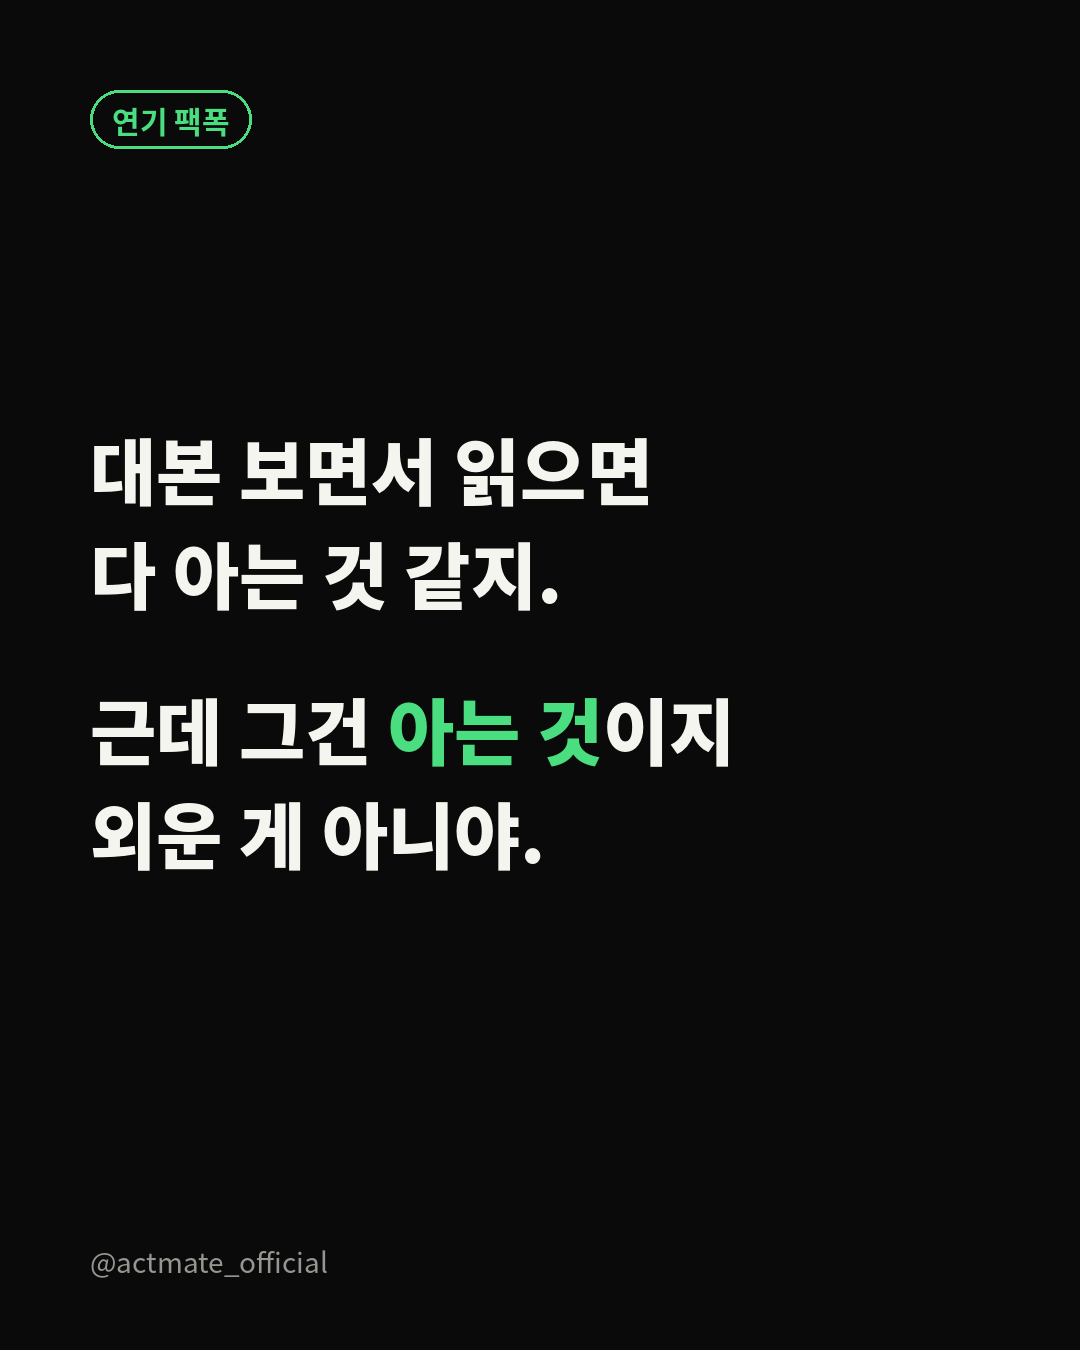 연기 팩폭
대본 보면서 읽으면
다 아는 것 같지.
근데 그건 아는 것이지
외운 게 아니야.
@actmate_official